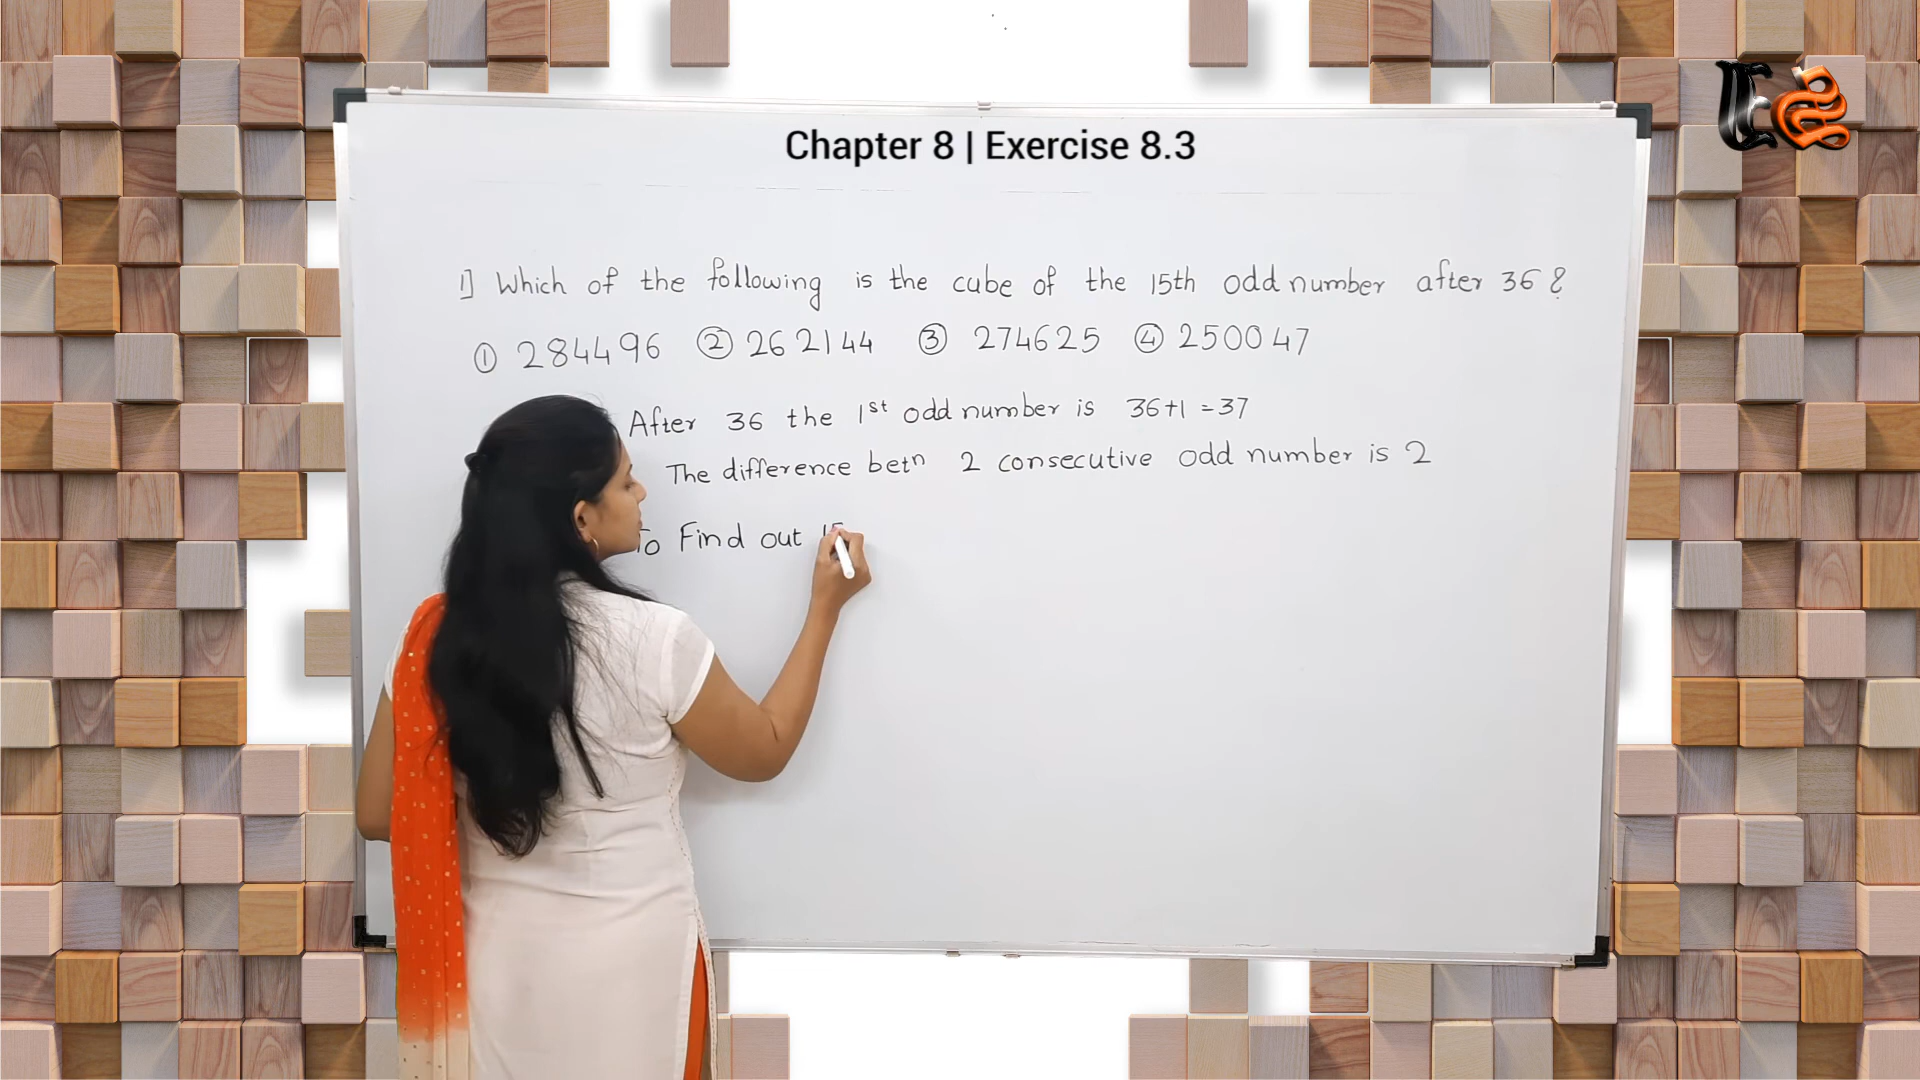 Chapter 8 | Exercise 8.3
1] Which of the following is the cube of the 15th odd number after 36?
① 284496 ② 262144 ③ 274625 ④ 250047
After 36 the 1st odd number is 36+1 = 37
The difference betn 2 consecutive odd number is 2
To Find out 15